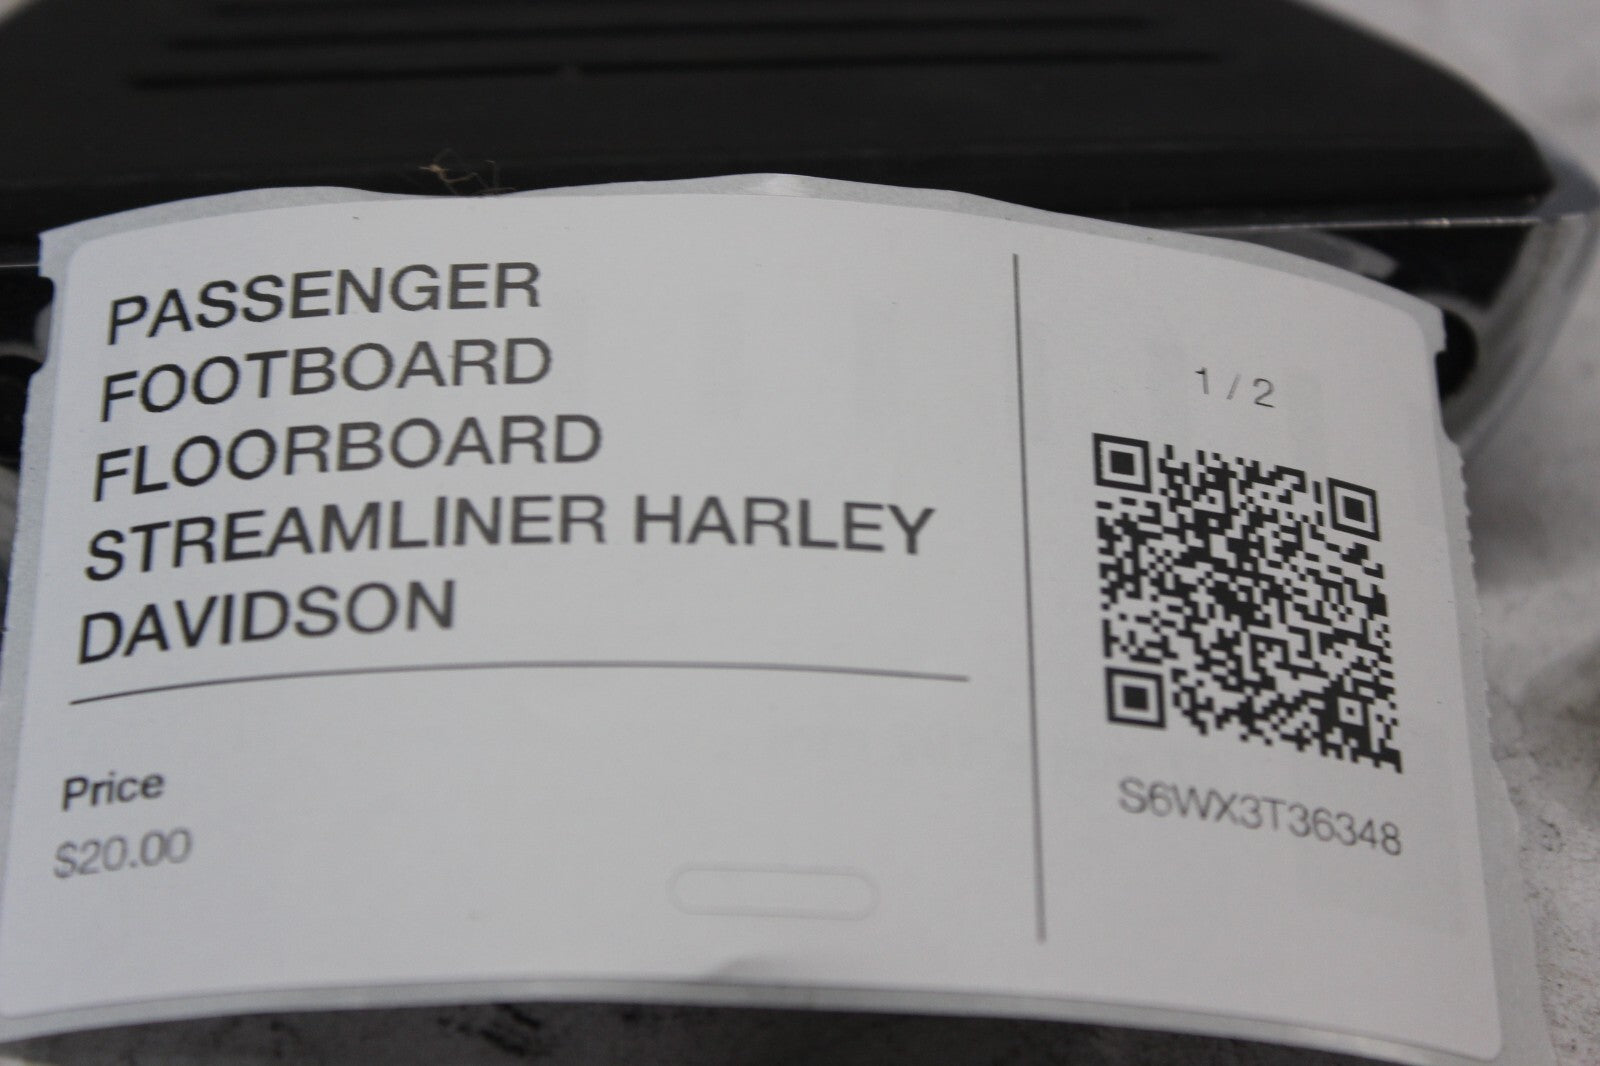 PASSENGER
FOOTBOARD
FLOORBOARD
STREAMLINER HARLEY
DAVIDSON
Price
$20.00
1 / 2
S6WX3T36348